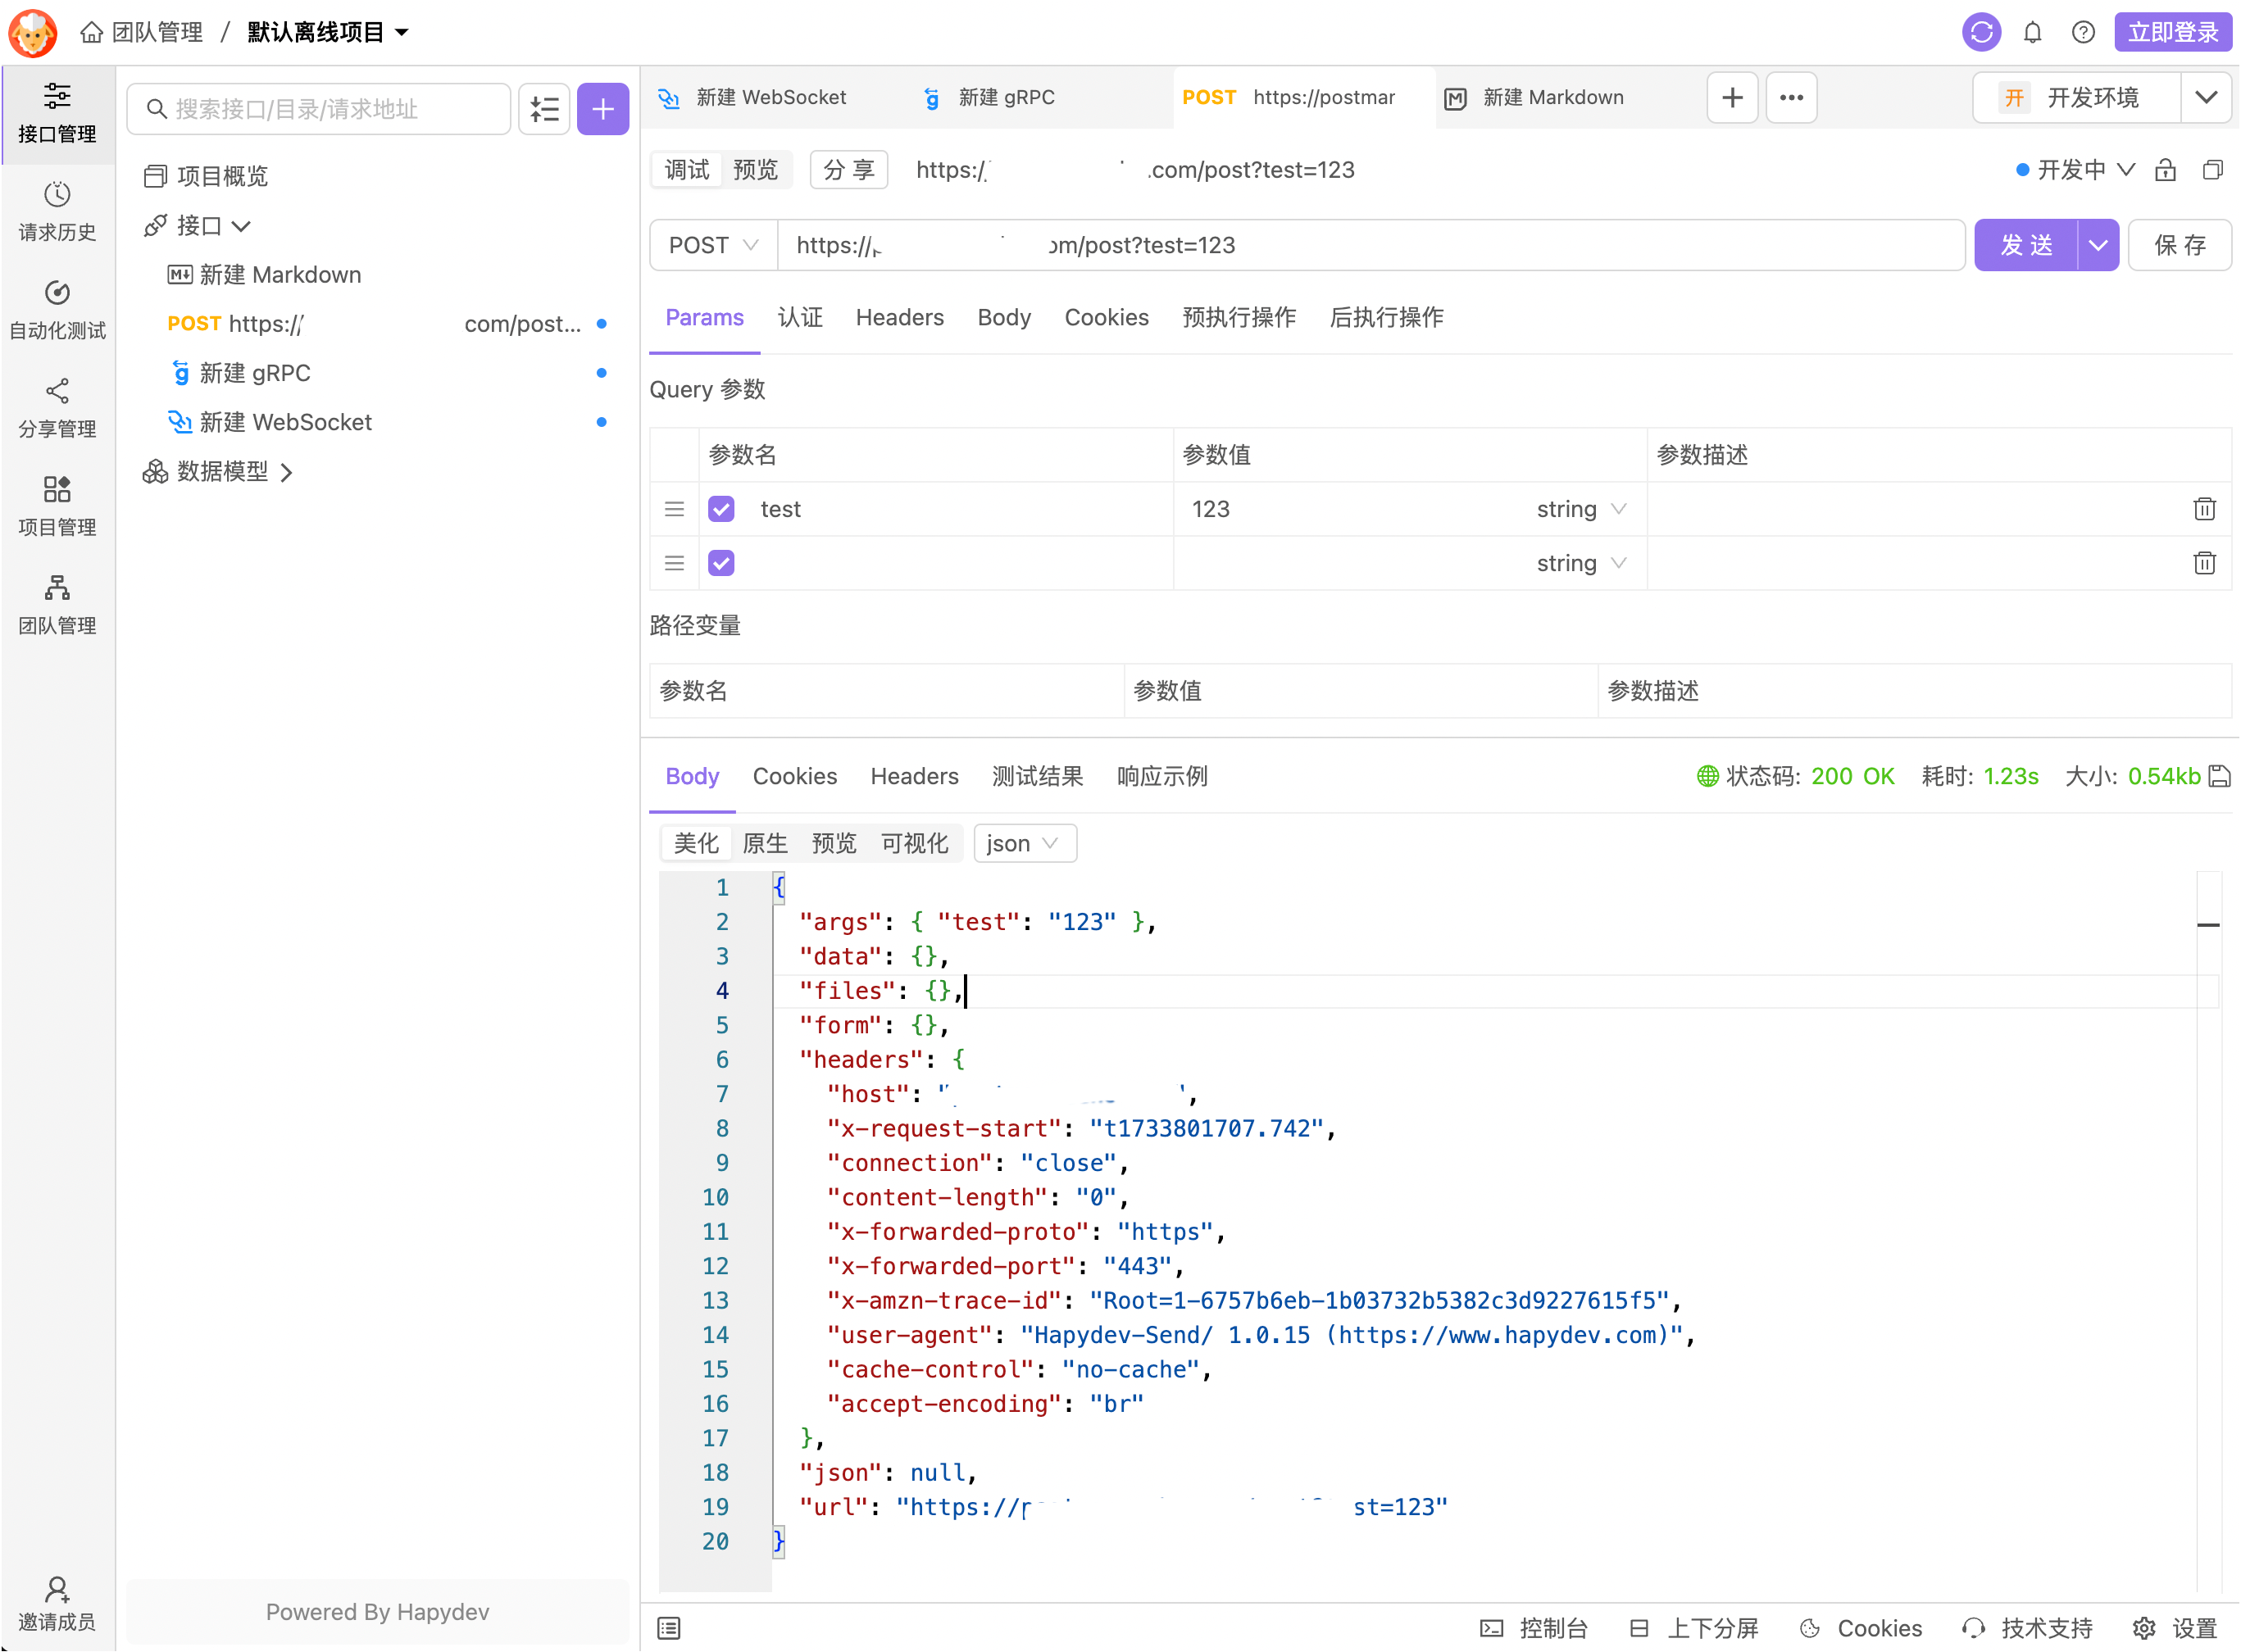 团队管理 / 默认离线项目
立即登录
接口管理
请求历史
自动化测试
分享管理
项目管理
团队管理
邀请成员
搜索接口/目录/请求地址
项目概览
接口
新建 Markdown
POST https:// com/post...
新建 gRPC
新建 WebSocket
数据模型
Powered By Hapydev
新建 WebSocket
新建 gRPC
POST https://postmar
新建 Markdown
开 开发环境
调试 预览 分享 https:/ .com/post?test=123
开发中
POST https:// om/post?test=123
发送
保存
Params 认证 Headers Body Cookies 预执行操作 后执行操作
Query 参数
参数名 参数值 参数描述
test 123 string
string
路径变量
参数名 参数值 参数描述
Body Cookies Headers 测试结果 响应示例
状态码: 200 OK 耗时: 1.23s 大小: 0.54kb
美化 原生 预览 可视化 json
1 {
2 "args": { "test": "123" },
3 "data": {},
4 "files": {},
5 "form": {},
6 "headers": {
7 "host": " ",
8 "x-request-start": "t1733801707.742",
9 "connection": "close",
10 "content-length": "0",
11 "x-forwarded-proto": "https",
12 "x-forwarded-port": "443",
13 "x-amzn-trace-id": "Root=1-6757b6eb-1b03732b5382c3d9227615f5",
14 "user-agent": "Hapydev-Send/ 1.0.15 (https://www.hapydev.com)",
15 "cache-control": "no-cache",
16 "accept-encoding": "br"
17 },
18 "json": null,
19 "url": "https:// st=123"
20 }
控制台 上下分屏 Cookies 技术支持 设置